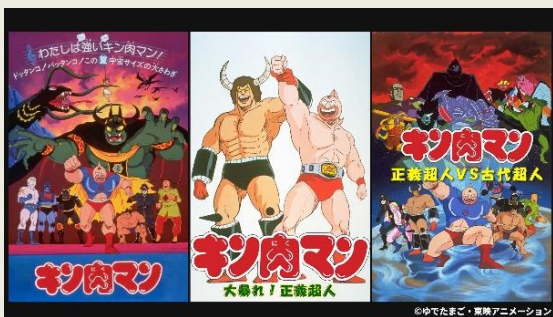 わたしは強いキン肉マン!
ドッタンコ!バッタンコ!この夏宇宙サイズの大さわぎ
キン肉マン
キン肉マン
大暴れ!正義超人
キン肉マン
正義超人VS古代超人
©ゆでたまご・東映アニメーション